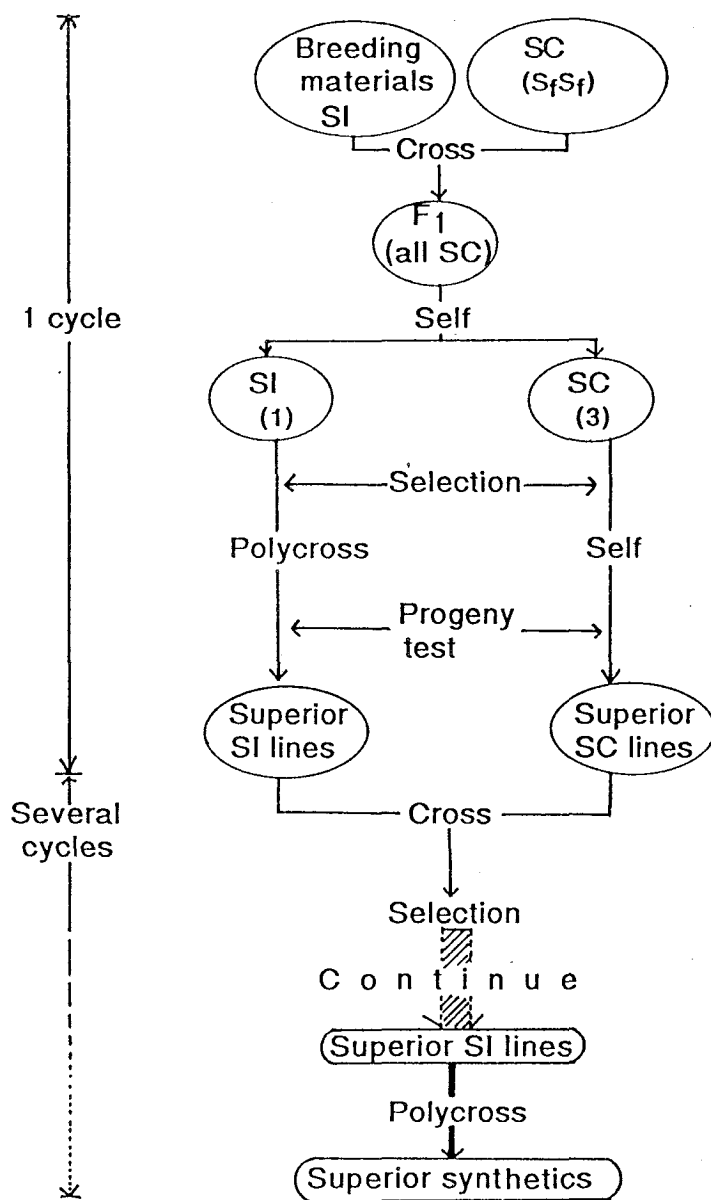 Breeding
materials
SI
SC
(SfSf)
Cross
F1
(all SC)
1 cycle
Self
SI
(1)
SC
(3)
Selection
Polycross
Self
Progeny
test
Superior
SI lines
Superior
SC lines
Several
cycles
Cross
Selection
Continue
Superior SI lines
Polycross
Superior synthetics